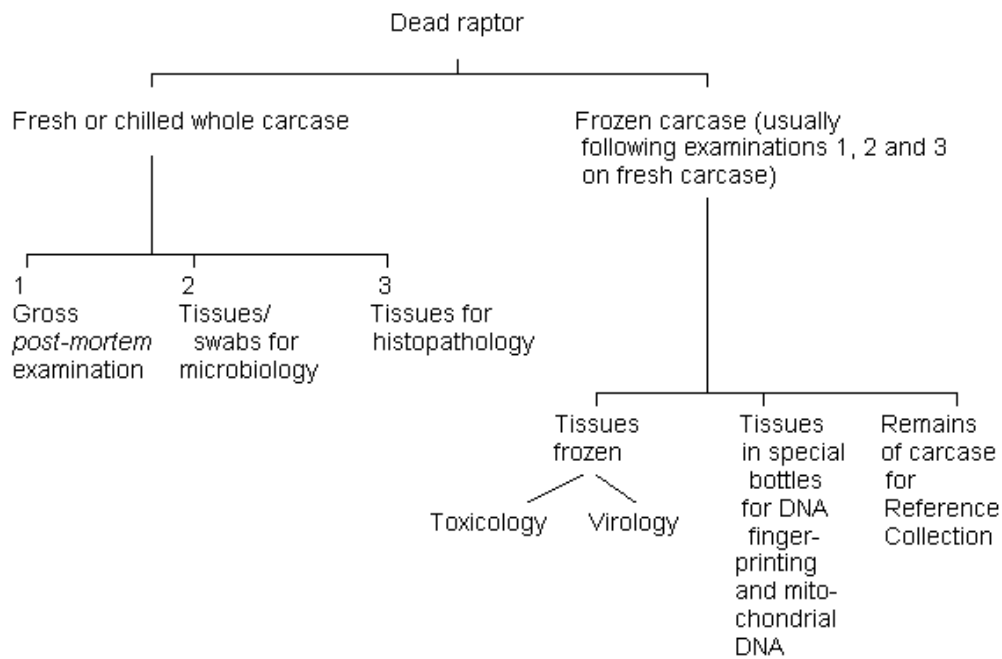 Dead raptor
Fresh or chilled whole carcase
Frozen carcase (usually
following examinations 1, 2 and 3
on fresh carcase)
1
Gross
post-mortem
examination
2
Tissues/
swabs for
microbiology
3
Tissues for
histopathology
Tissues
frozen
Toxicology
Virology
Tissues
in special
bottles
for DNA
finger-
printing
and mito-
chondrial
DNA
Remains
of carcase
for
Reference
Collection